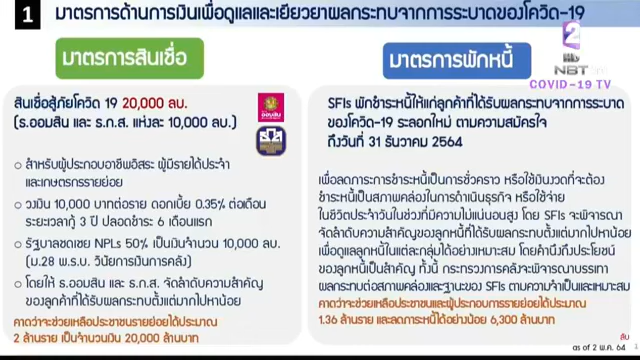 1 มาตรการด้านการเงินเพื่อดูแลและเยียวยาผลกระทบจากการระบาดของโควิด-19
2
NBT
COVID-19 TV
มาตรการสินเชื่อ
สินเชื่อสู้ภัยโควิด 19 20,000 ลบ.
(ธ.ออมสิน และ ธ.ก.ส. แห่งละ 10,000 ลบ.)
ออมสิน
สำหรับผู้ประกอบอาชีพอิสระ ผู้มีรายได้ประจำ
และเกษตรกรรายย่อย
วงเงิน 10,000 บาทต่อราย ดอกเบี้ย 0.35% ต่อเดือน
ระยะเวลากู้ 3 ปี ปลอดชำระ 6 เดือนแรก
รัฐบาลชดเชย NPLs 50% เป็นเงินจำนวน 10,000 ลบ.
(ม.28 พ.ร.บ. วินัยการเงินการคลัง)
โดยให้ ธ.ออมสิน และ ธ.ก.ส. จัดลำดับความสำคัญ
ของลูกค้าที่ได้รับผลกระทบตั้งแต่มากไปหาน้อย
คาดว่าจะช่วยเหลือประชาชนรายย่อยได้ประมาณ
2 ล้านราย เป็นจำนวนเงิน 20,000 ล้านบาท
มาตรการพักหนี้
SFIs พักชำระหนี้ให้แก่ลูกค้าที่ได้รับผลกระทบจากการระบาด
ของโควิด-19 ระลอกใหม่ ตามความสมัครใจ
ถึงวันที่ 31 ธันวาคม 2564
เพื่อลดภาระการชำระหนี้เป็นการชั่วคราว หรือใช้เงินงวดที่จะต้อง
ชำระหนี้เป็นสภาพคล่องในการดำเนินธุรกิจ หรือใช้จ่าย
ในชีวิตประจำวันในช่วงที่มีความไม่แน่นอนสูง โดย SFIs จะพิจารณา
จัดลำดับความสำคัญของลูกหนี้ที่ได้รับผลกระทบตั้งแต่มากไปหาน้อย
เพื่อดูแลลูกหนี้ในแต่ละกลุ่มได้อย่างเหมาะสม โดยคำนึงถึงประโยชน์
ของลูกหนี้เป็นสำคัญ ทั้งนี้ กระทรวงการคลังจะพิจารณาบรรเทา
ผลกระทบต่อสภาพคล่องและฐานะของ SFIs ตามความจำเป็นและเหมาะสม
คาดว่าจะช่วยเหลือประชาชนและผู้ประกอบการรายย่อยได้ประมาณ
1.36 ล้านราย และลดภาระหนี้ได้อย่างน้อย 6,300 ล้านบาท
ลับ
as of 2 พ.ค. 64 1